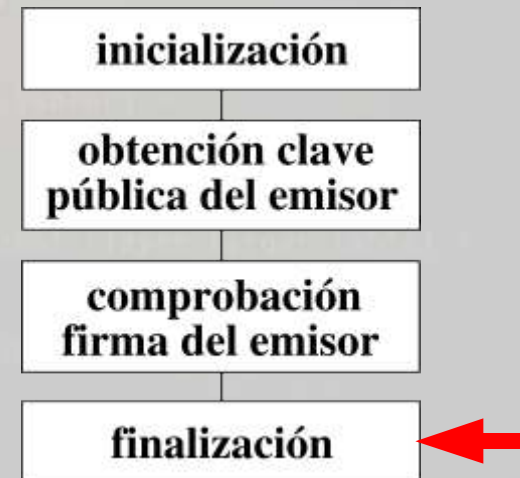 inicialización
obtención clave
pública del emisor
comprobación
firma del emisor
finalización